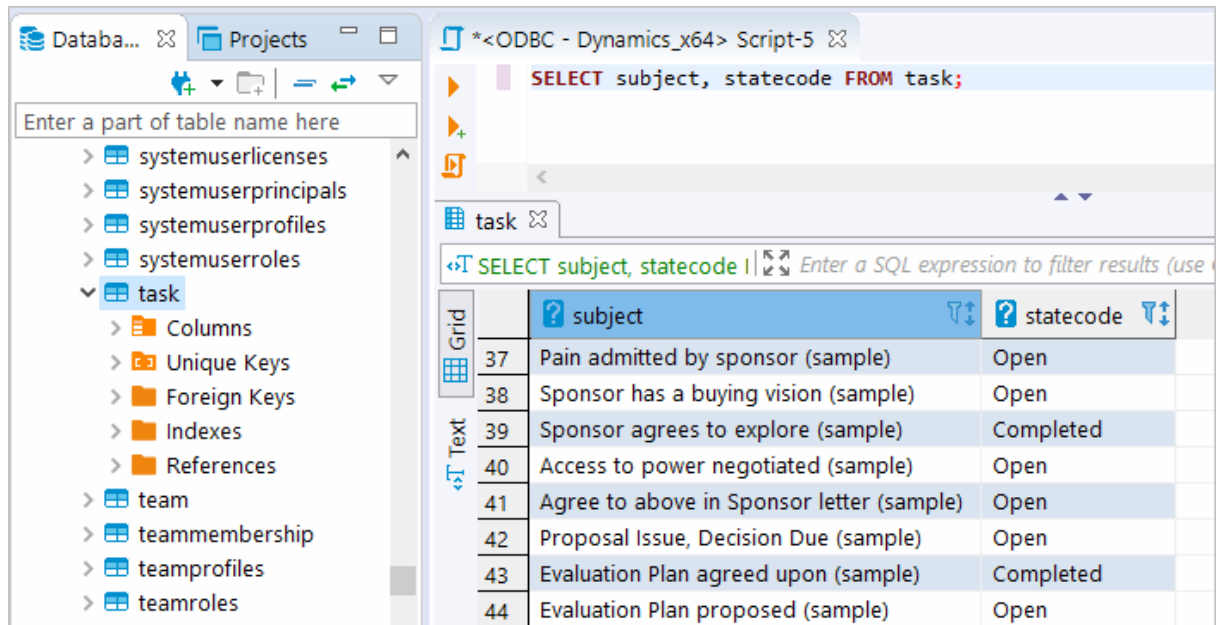 Databa...
Projects
Enter a part of table name here
systemuserlicenses
systemuserprincipals
systemuserprofiles
systemuserroles
task
Columns
Unique Keys
Foreign Keys
Indexes
References
team
teammembership
teamprofiles
teamroles
*<ODBC - Dynamics_x64> Script-5
SELECT subject, statecode FROM task;
task
SELECT subject, statecode Enter a SQL expression to filter results (use
Grid
Text
subject statecode
37 Pain admitted by sponsor (sample) Open
38 Sponsor has a buying vision (sample) Open
39 Sponsor agrees to explore (sample) Completed
40 Access to power negotiated (sample) Open
41 Agree to above in Sponsor letter (sample) Open
42 Proposal Issue, Decision Due (sample) Open
43 Evaluation Plan agreed upon (sample) Completed
44 Evaluation Plan proposed (sample) Open